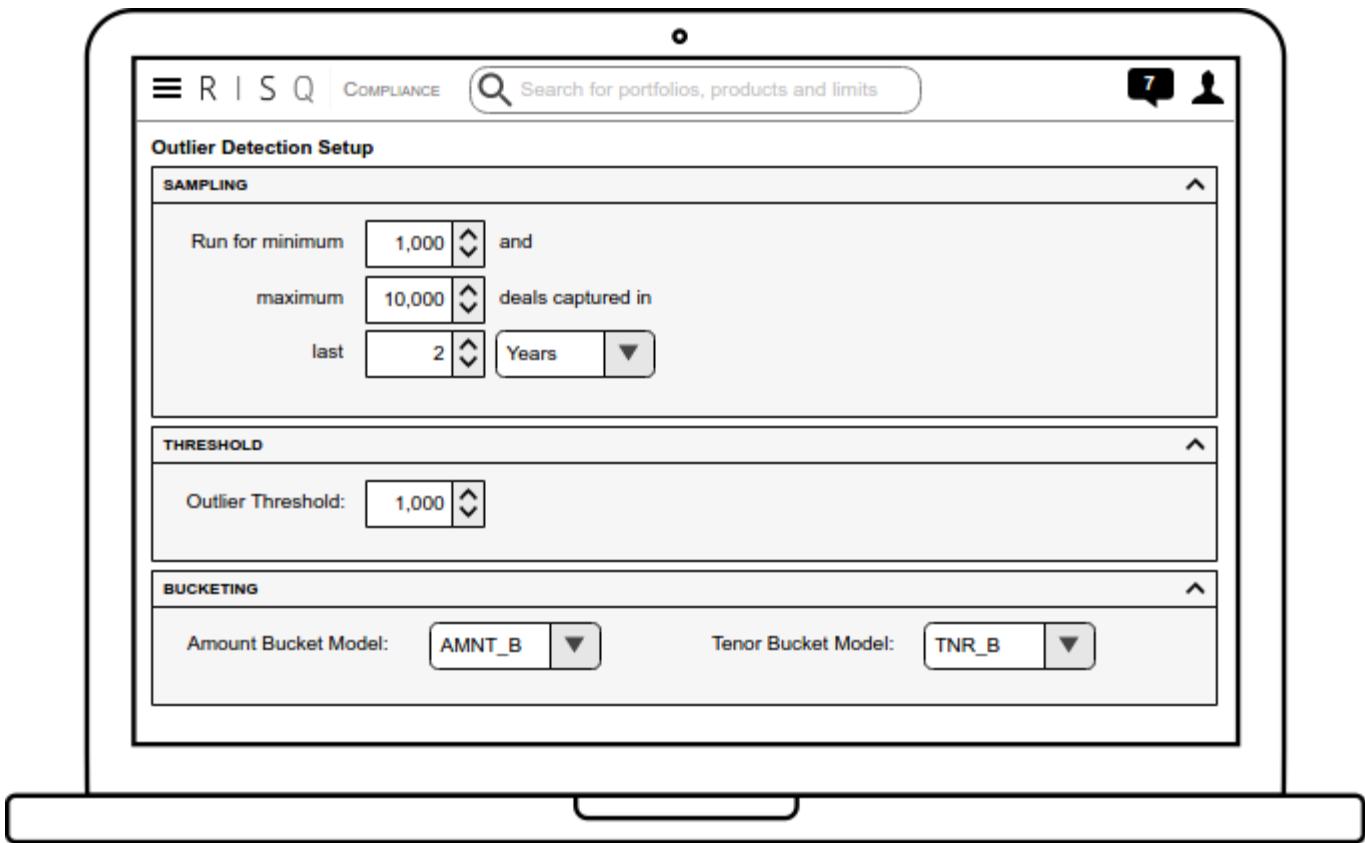 R I S Q COMPLIANCE Search for portfolios, products and limits 7
Outlier Detection Setup
SAMPLING
Run for minimum 1,000 and
maximum 10,000 deals captured in
last 2 Years
THRESHOLD
Outlier Threshold: 1,000
BUCKETING
Amount Bucket Model: AMNT_B Tenor Bucket Model: TNR_B